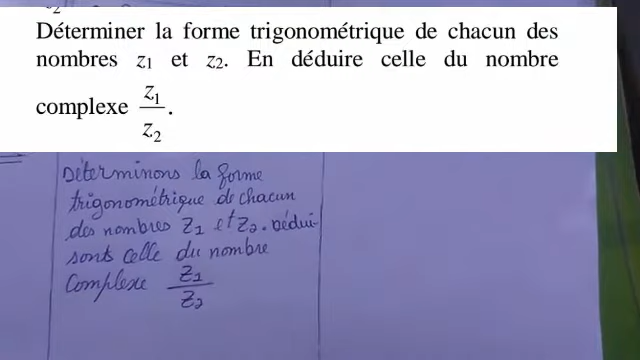 z2
Déterminer la forme trigonométrique de chacun des
nombres z1 et z2. En déduire celle du nombre
complexe z1/z2.
Déterminons la forme
trigonométrique de chacun
des nombres Z1 et Z2. Dédui-
sons celle du nombre
Complexe Z1/Z2